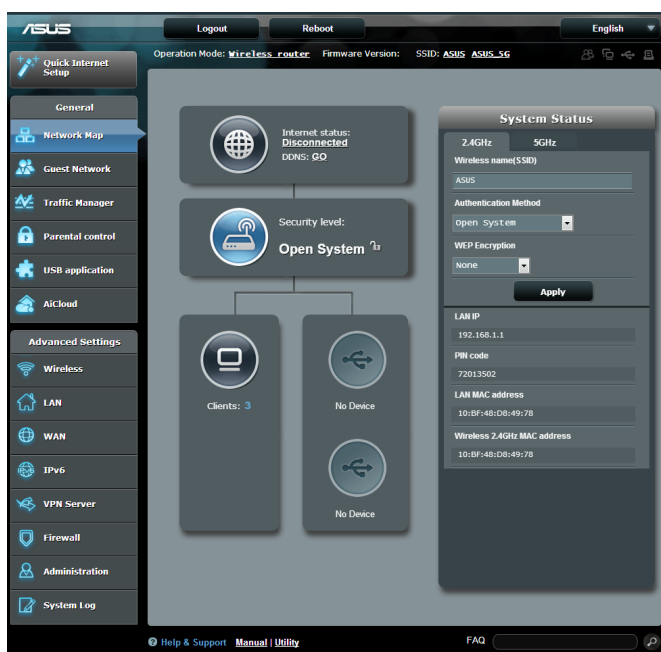 ASUS
Logout Reboot English
Operation Mode: Wireless router Firmware Version: SSID: ASUS ASUS_5G
Quick Internet
Setup
General
Network Map
Guest Network
Traffic Manager
Parental control
USB application
AiCloud
Advanced Settings
Wireless
LAN
WAN
IPv6
VPN Server
Firewall
Administration
System Log
Internet status:
Disconnected
DDNS: GO
Security level:
Open System
Clients: 3
No Device
No Device
System Status
2.4GHz 5GHz
Wireless name(SSID)
ASUS
Authentication Method
Open System
WEP Encryption
None
Apply
LAN IP
192.168.1.1
PIN code
72013502
LAN MAC address
10:BF:48:D8:49:78
Wireless 2.4GHz MAC address
10:BF:48:D8:49:78
Help & Support Manual | Utility FAQ